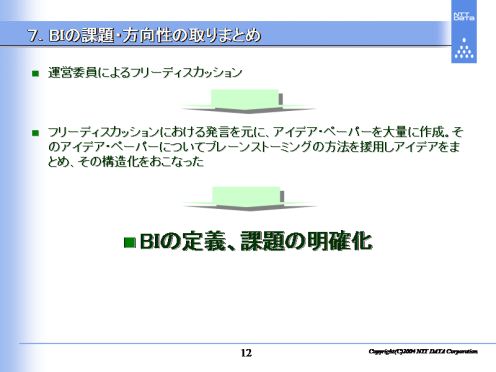 NTT
DATA
7. BIの課題・方向性の取りまとめ
■ 運営委員によるフリーディスカッション
■ フリーディスカッションにおける発言を元に、アイデア・ペーパーを大量に作成。そ
のアイデア・ペーパーについてブレーンストーミングの方法を援用しアイデアをま
とめ、その構造化をおこなった
■ BIの定義、課題の明確化
12
Copyright(C)2004 NTT DATA Corporation